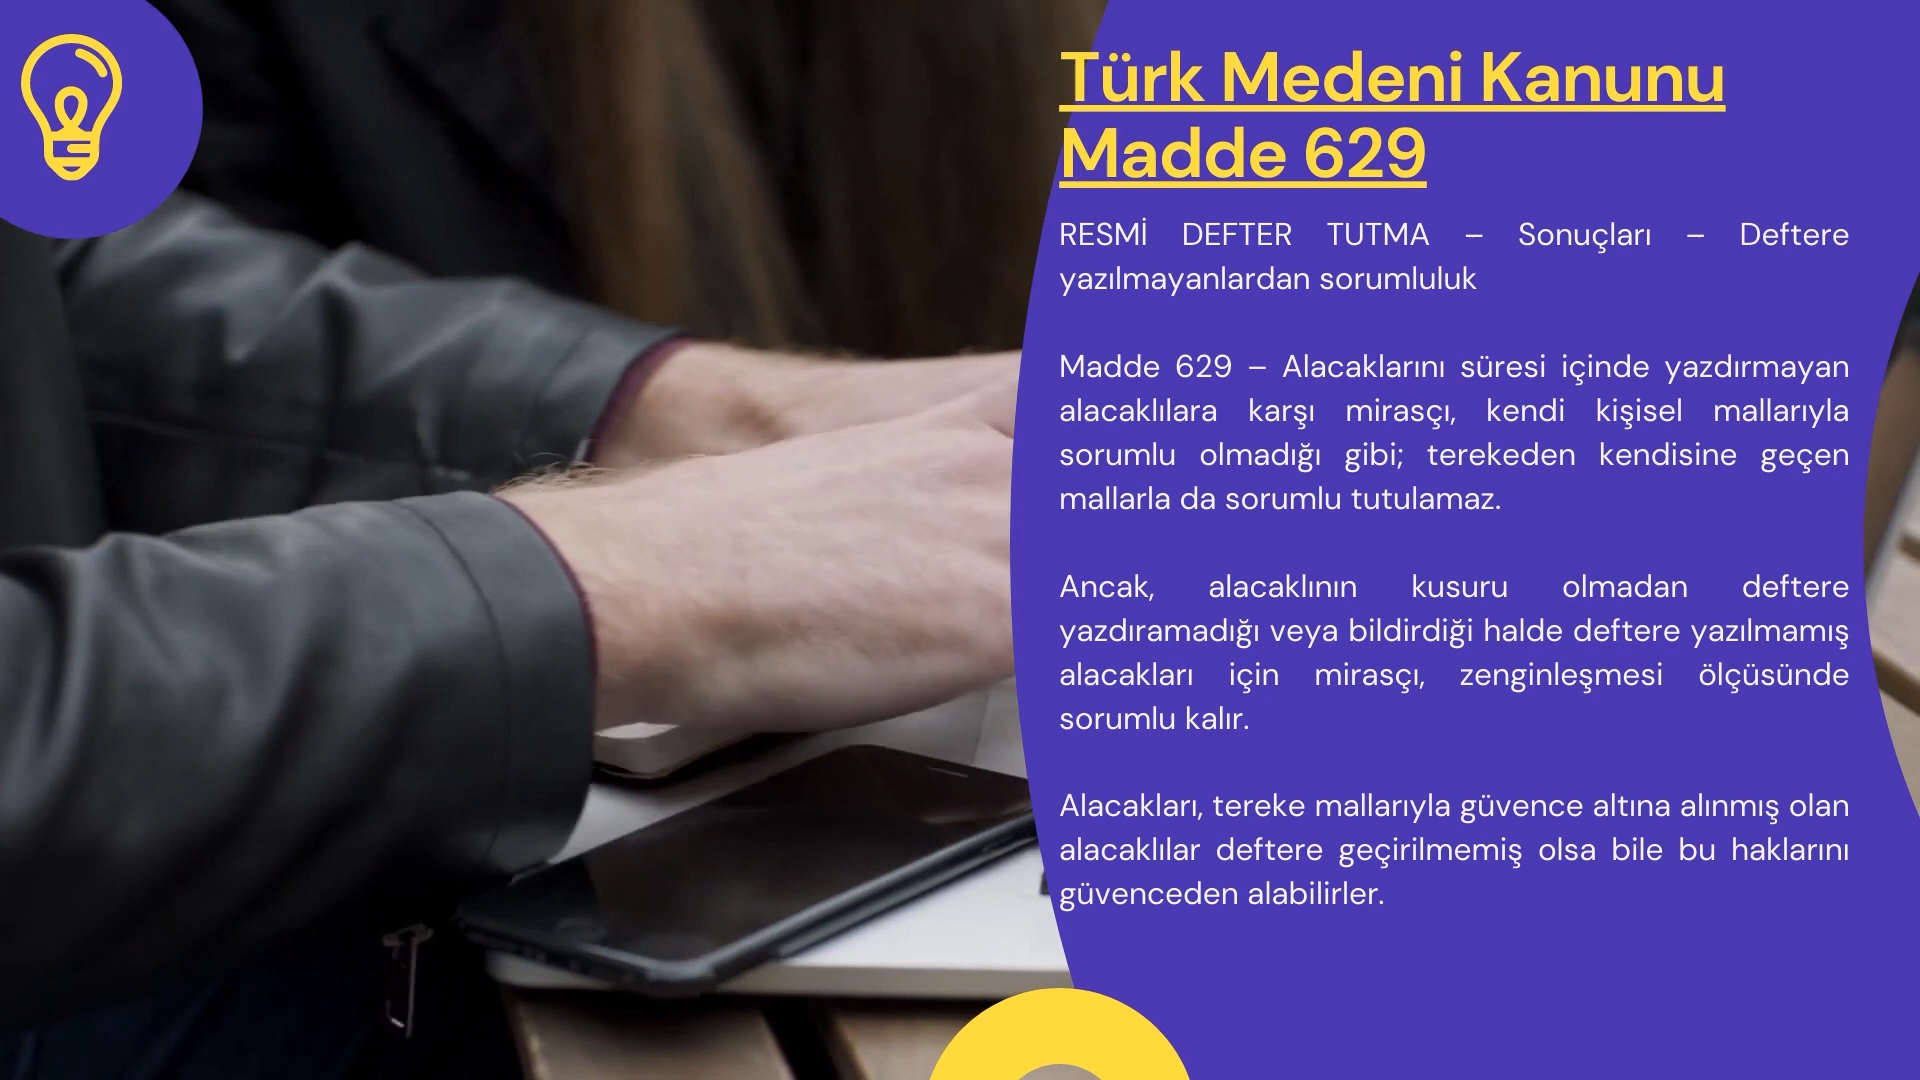 Türk Medeni Kanunu
Madde 629
RESMİ DEFTER TUTMA – Sonuçları – Deftere
yazılmayanlardan sorumluluk
Madde 629 – Alacaklarını süresi içinde yazdırmayan
alacaklılara karşı mirasçı, kendi kişisel mallarıyla
sorumlu olmadığı gibi; terekeden kendisine geçen
mallarla da sorumlu tutulamaz.
Ancak, alacaklının kusuru olmadan deftere
yazdıramadığı veya bildirdiği halde deftere yazılmamış
alacakları için mirasçı, zenginleşmesi ölçüsünde
sorumlu kalır.
Alacakları, tereke mallarıyla güvence altına alınmış olan
alacaklılar deftere geçirilmemiş olsa bile bu haklarını
güvenceden alabilirler.